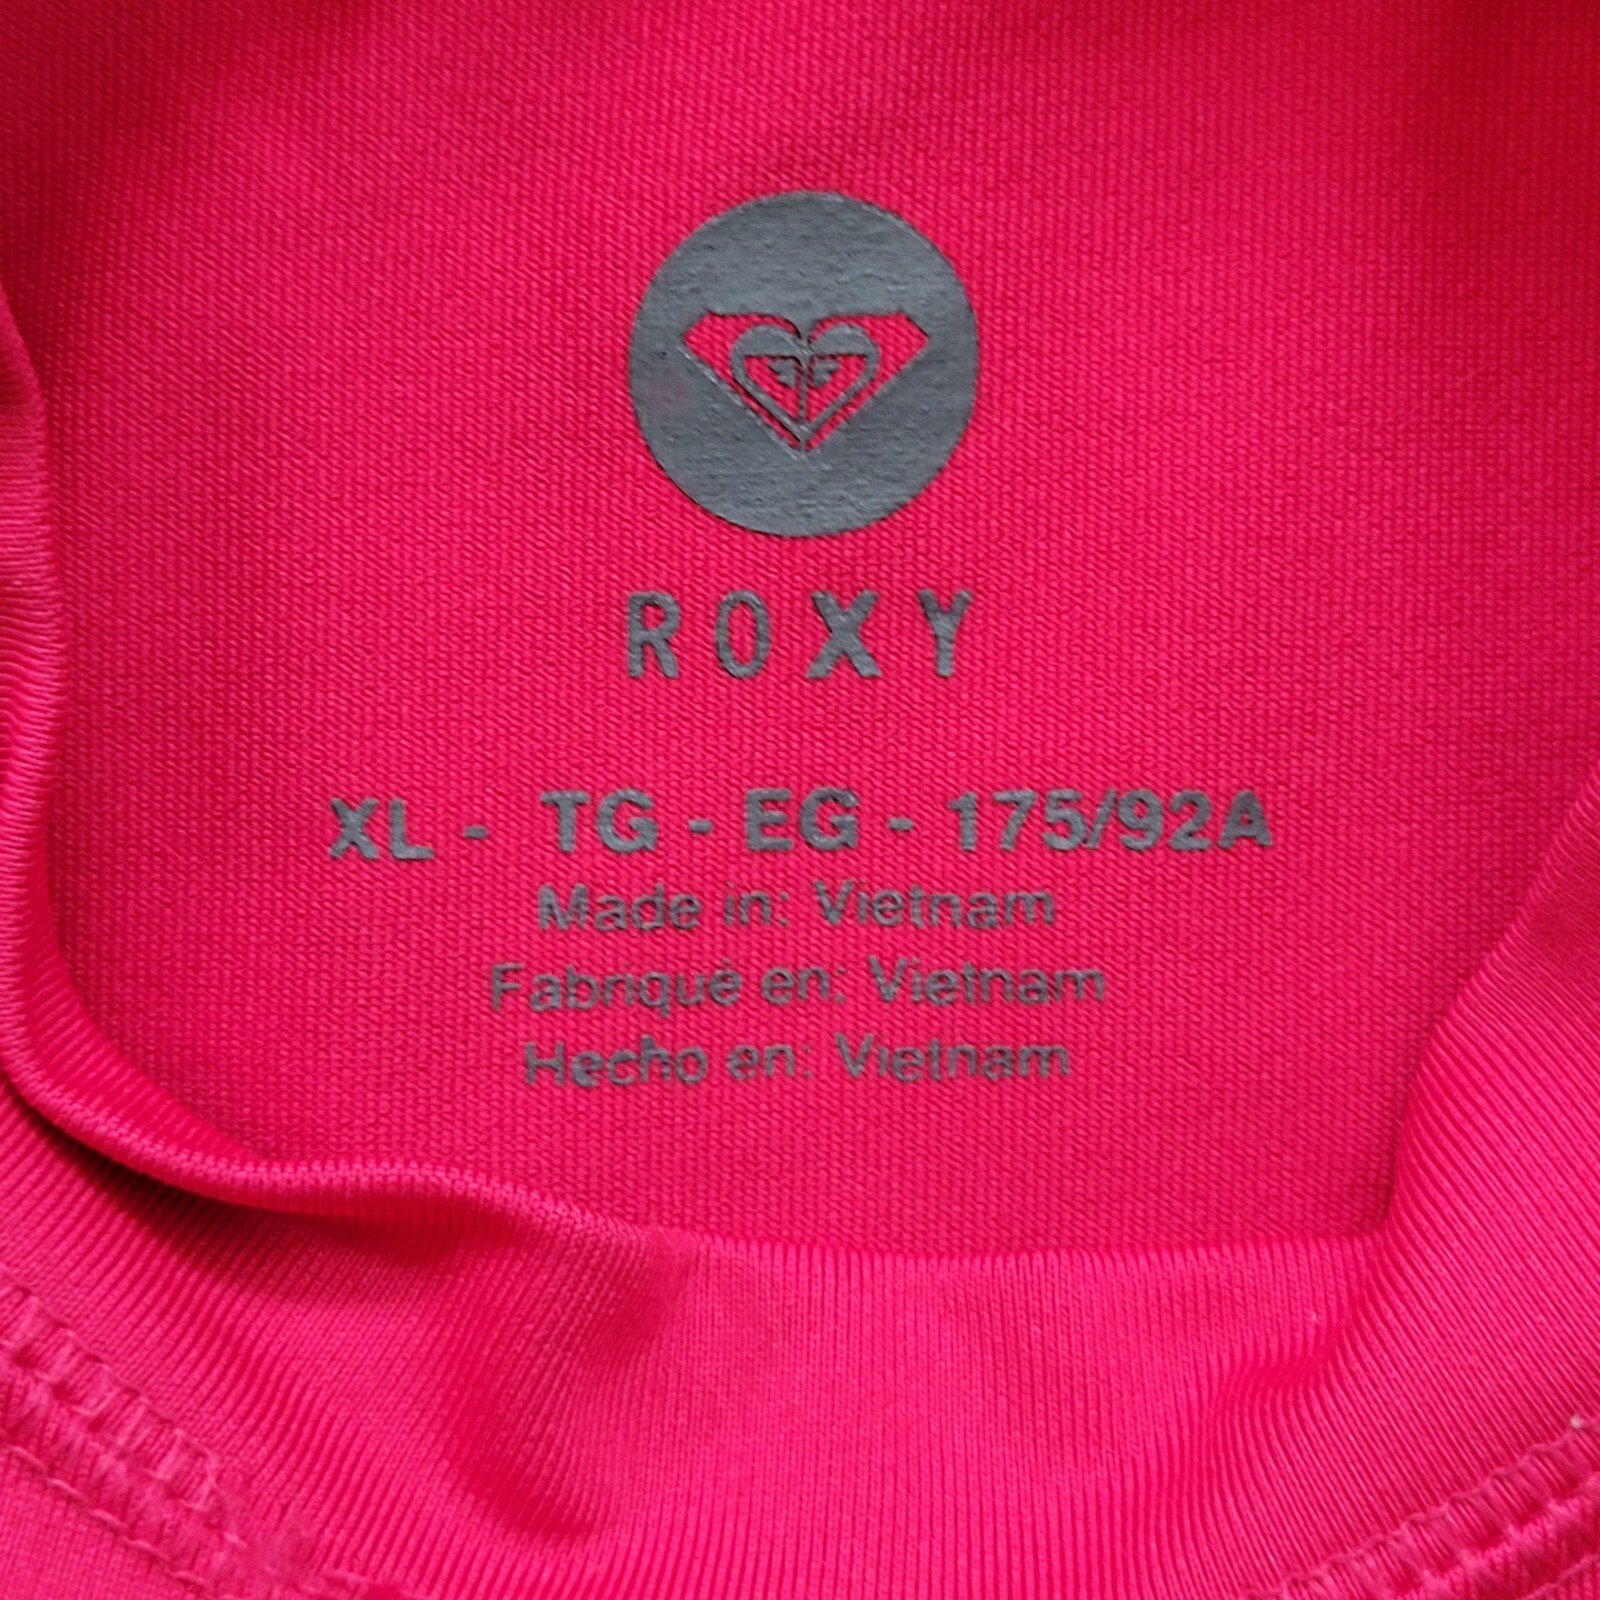 ROXY
XL - TG - EG - 175/92A
Made in: Vietnam
Fabriqué en: Vietnam
Hecho en: Vietnam